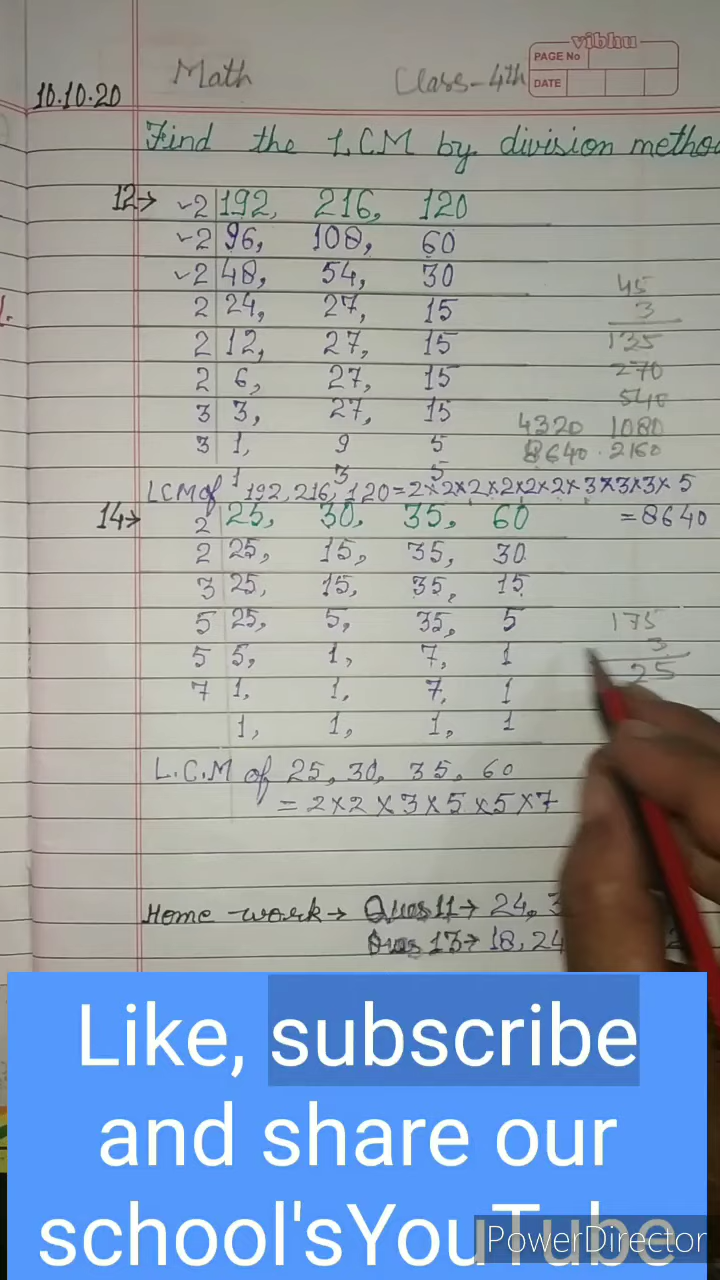 vibhu
PAGE No
DATE
10.10.20 Math Class-4th
Find the L.C.M by division method
12→ ✓2 192, 216, 120
✓2 96, 108, 60
✓2 48, 54, 30
2 24, 27, 15
2 12, 27, 15
2 6, 27, 15
3 3, 27, 15
3 1, 9 5
1 3 5
45
3
135
270
540
4320 1080
8640 . 2160
LCM of 192, 216, 120 = 2×2×2×2×2×2×3×3×3×5
= 8640
14→ 2 25, 30, 35, 60
2 25, 15, 35, 30
3 25, 15, 35, 15
5 25, 5, 35, 5
5 5, 1, 7, 1
7 1, 1, 7, 1
1, 1, 1, 1
175
3
25
L.C.M of 25, 30, 35, 60
= 2×2×3×5×5×7
Home work→ Ques 11→ 24,
Ques 13→ 18, 24
Like, subscribe
and share our
school'sYouTube
PowerDirector